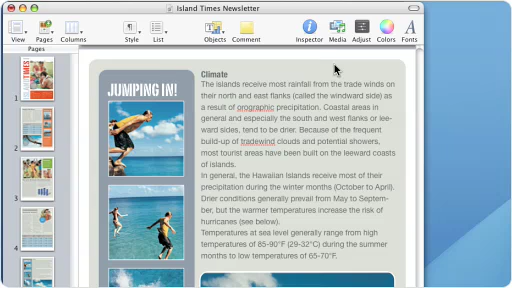 Island Times Newsletter
View Pages Columns Style List Objects Comment Inspector Media Adjust Colors Fonts
Pages
1
2
3
4
JUMPING IN!
Climate
The islands receive most rainfall from the trade winds on
their north and east flanks (called the windward side) as
a result of orographic precipitation. Coastal areas in
general and especially the south and west flanks or lee-
ward sides, tend to be drier. Because of the frequent
build-up of tradewind clouds and potential showers,
most tourist areas have been built on the leeward coasts
of islands.
In general, the Hawaiian Islands receive most of their
precipitation during the winter months (October to April).
Drier conditions generally prevail from May to Septem-
ber, but the warmer temperatures increase the risk of
hurricanes (see below).
Temperatures at sea level generally range from high
temperatures of 85-90°F (29-32°C) during the summer
months to low temperatures of 65-70°F.